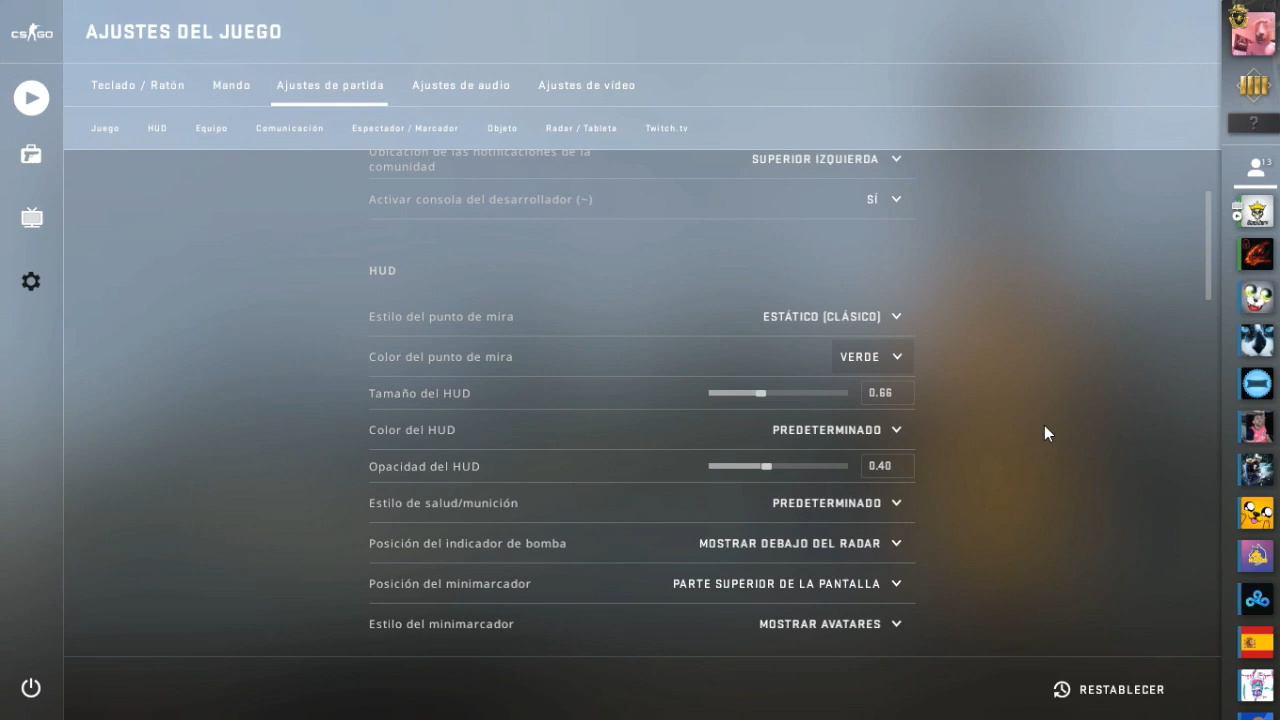 CS GO
AJUSTES DEL JUEGO
Teclado / Ratón Mando Ajustes de partida Ajustes de audio Ajustes de vídeo
Juego HUD Equipo Comunicación Espectador / Marcador Objeto Radar / Tableta Twitch.tv
?
13
Ubicación de las notificaciones de la
comunidad SUPERIOR IZQUIERDA
Activar consola del desarrollador (~) SÍ
HUD
Estilo del punto de mira ESTÁTICO (CLÁSICO)
Color del punto de mira VERDE
Tamaño del HUD 0.66
Color del HUD PREDETERMINADO
Opacidad del HUD 0.40
Estilo de salud/munición PREDETERMINADO
Posición del indicador de bomba MOSTRAR DEBAJO DEL RADAR
Posición del minimarcador PARTE SUPERIOR DE LA PANTALLA
Estilo del minimarcador MOSTRAR AVATARES
RESTABLECER